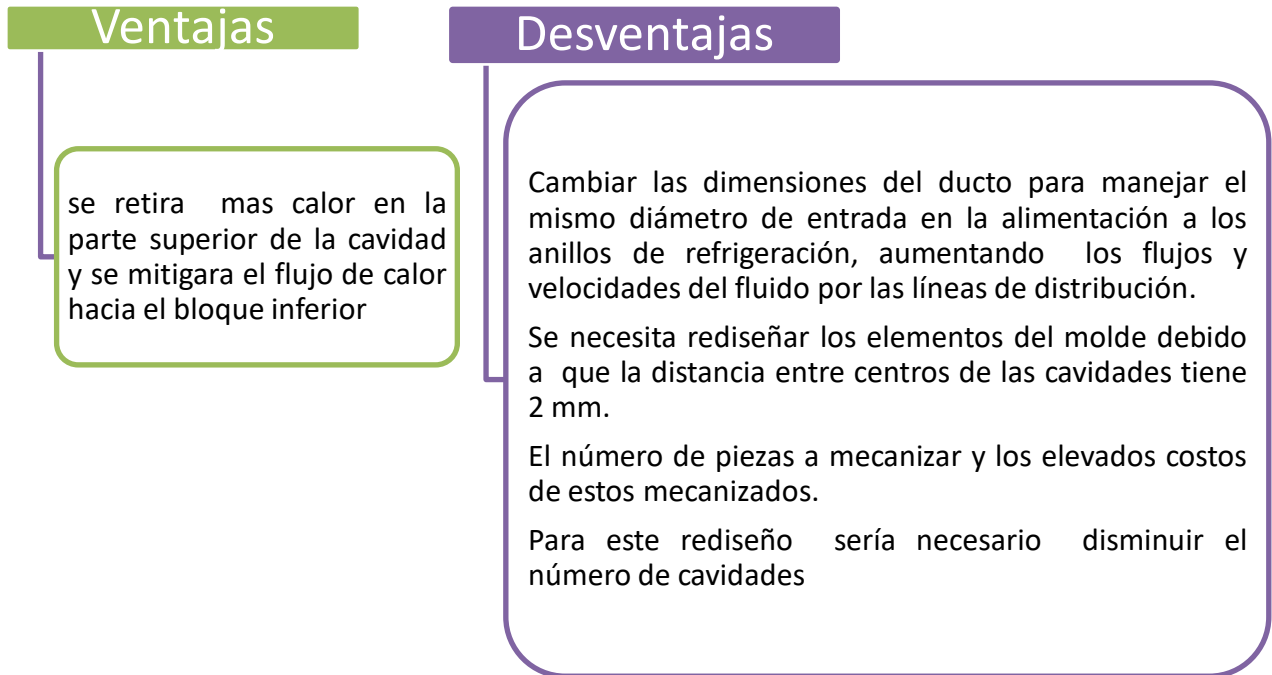 Ventajas
Desventajas
se retira mas calor en la
parte superior de la cavidad
y se mitigara el flujo de calor
hacia el bloque inferior
Cambiar las dimensiones del ducto para manejar el
mismo diámetro de entrada en la alimentación a los
anillos de refrigeración, aumentando los flujos y
velocidades del fluido por las líneas de distribución.
Se necesita rediseñar los elementos del molde debido
a que la distancia entre centros de las cavidades tiene
2 mm.
El número de piezas a mecanizar y los elevados costos
de estos mecanizados.
Para este rediseño sería necesario disminuir el
número de cavidades